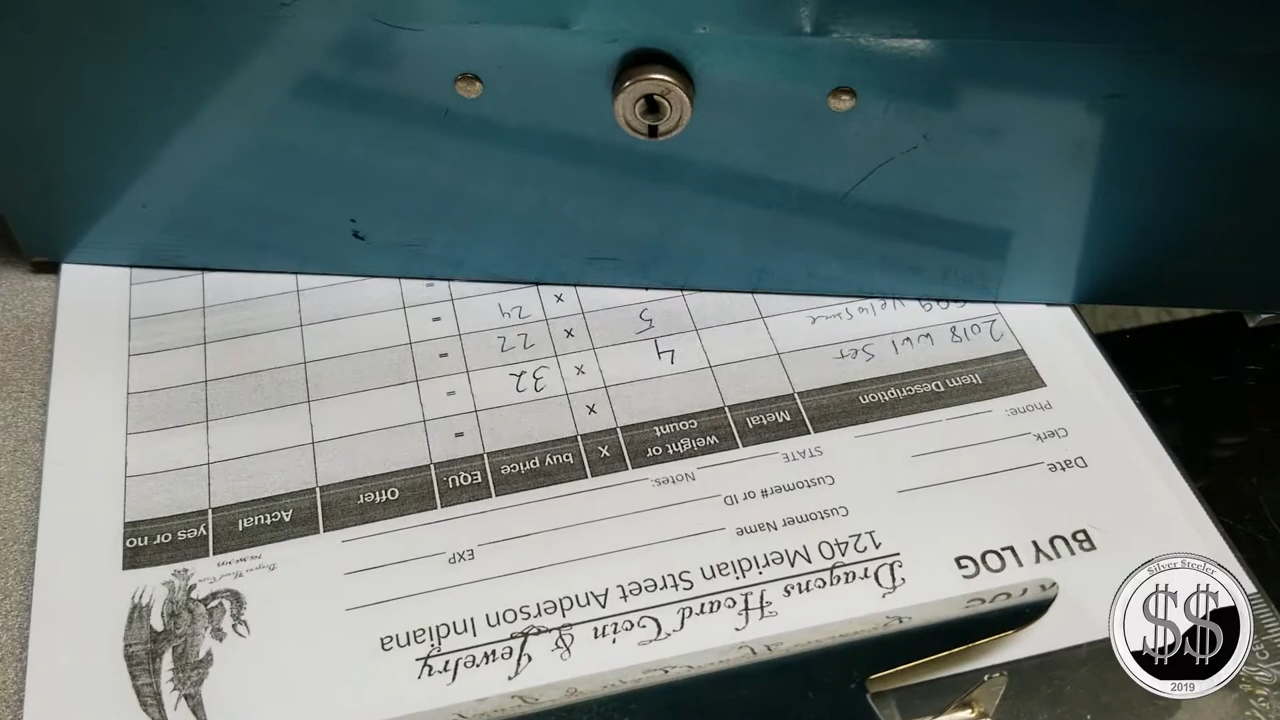 Dragons Hoard Coin & Jewelry
1240 Meridian Street Anderson Indiana
BUY LOG
Customer Name
Date
Customer# or ID EXP
Clerk
STATE Notes:
Phone:
Item Description Metal weight or count X buy price EQU. Offer Actual yes or no
2018 WWI Set x =
4 x 32 =
5 x 22 =
x 24 =
=
Silver $teeler
$$
2019